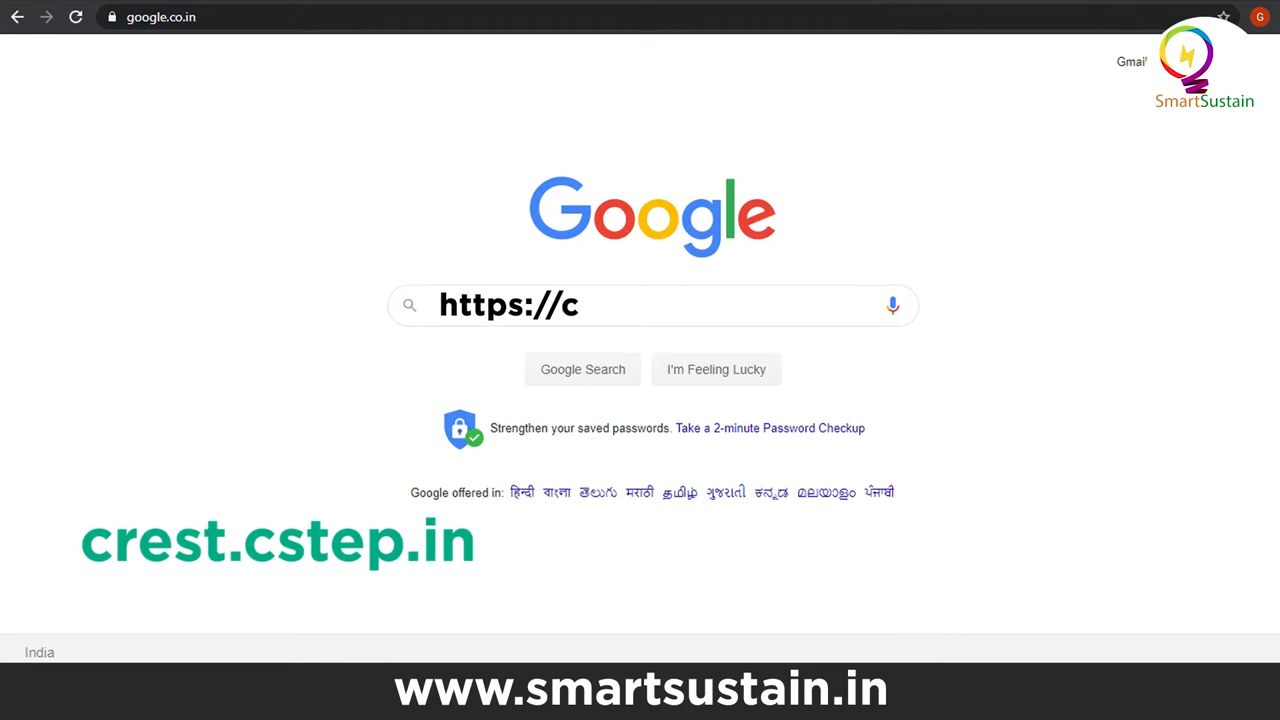 google.co.in
G
Gmai
SmartSustain
Google
https://c
Google Search
I'm Feeling Lucky
Strengthen your saved passwords. Take a 2-minute Password Checkup
Google offered in: हिन्दी বাংলা తెలుగు मराठी தமிழ் ગુજરાતી ಕನ್ನಡ മലയാളം ਪੰਜਾਬੀ
crest.cstep.in
India
www.smartsustain.in